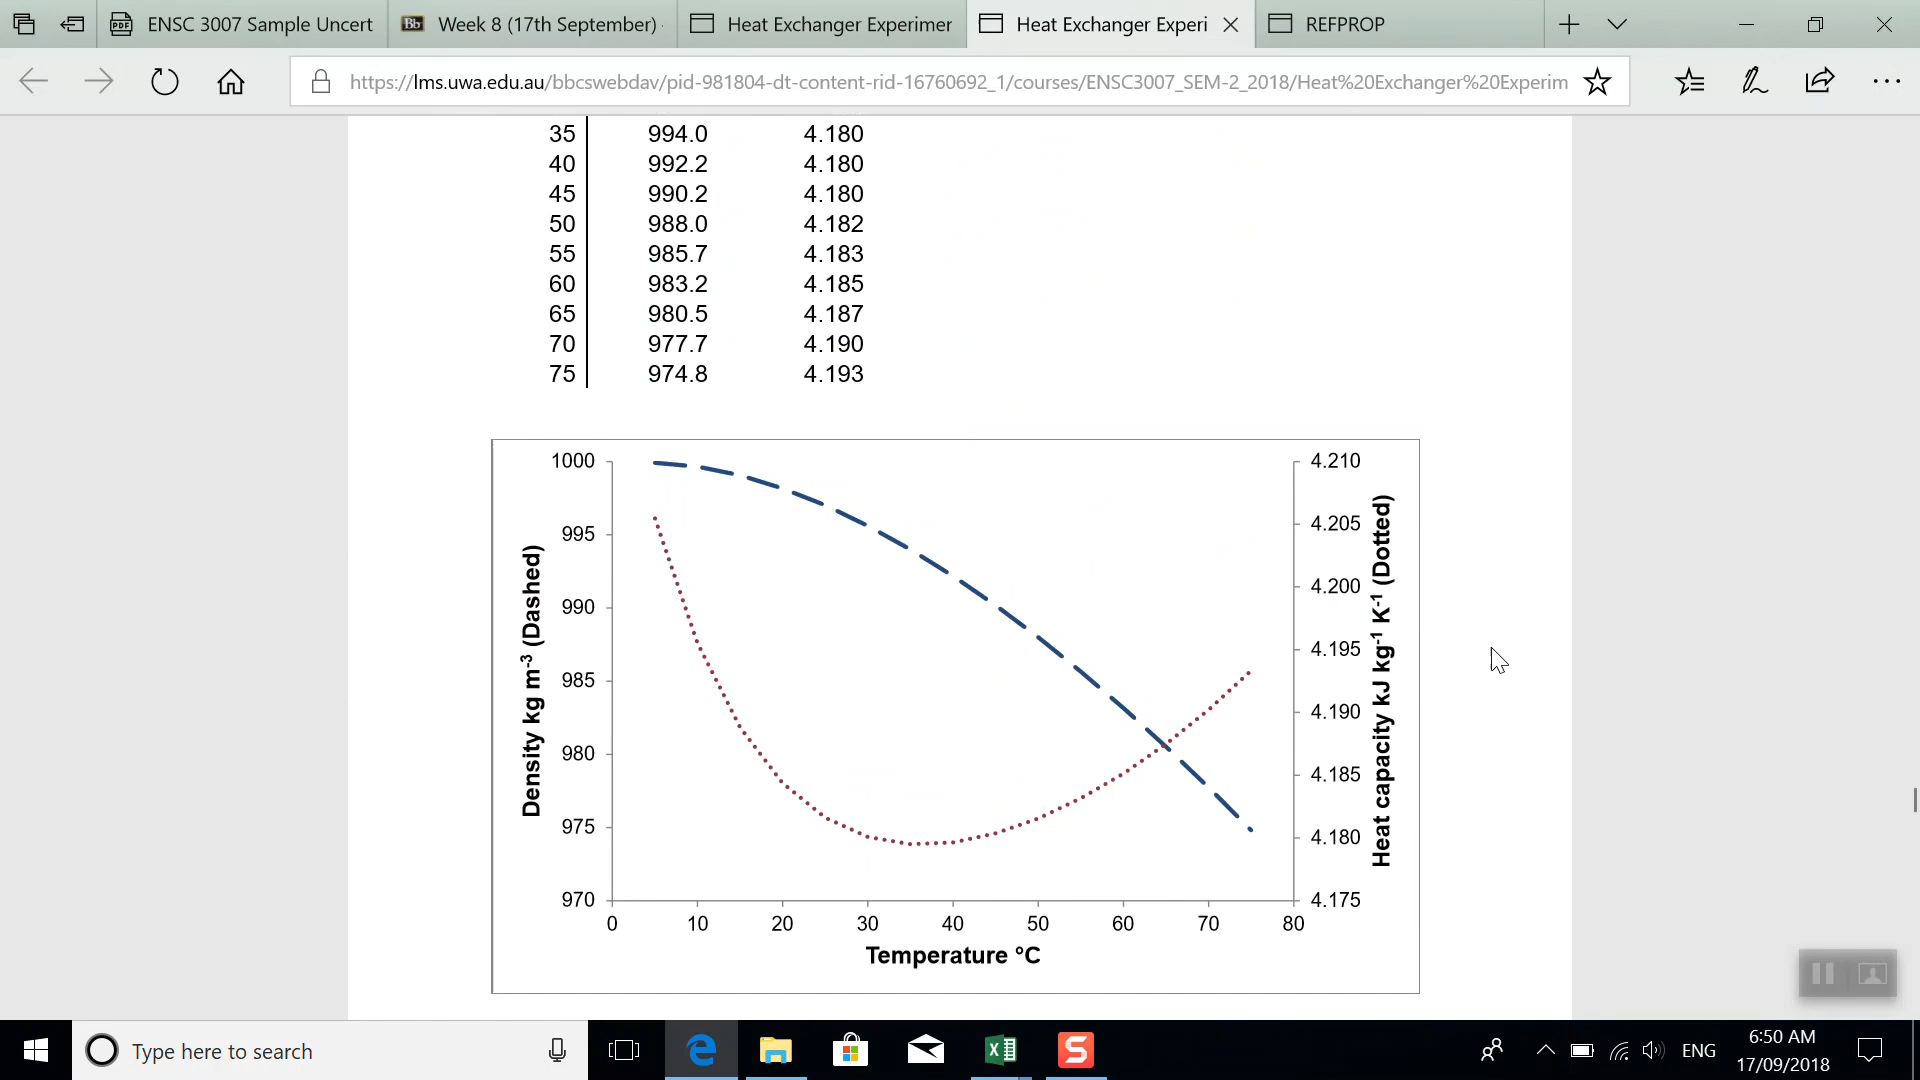 ENSC 3007 Sample Uncert
Week 8 (17th September)
Heat Exchanger Experimer
Heat Exchanger Experi
REFPROP
https://lms.uwa.edu.au/bbcswebdav/pid-981804-dt-content-rid-16760692_1/courses/ENSC3007_SEM-2_2018/Heat%20Exchanger%20Experim
35 994.0 4.180
40 992.2 4.180
45 990.2 4.180
50 988.0 4.182
55 985.7 4.183
60 983.2 4.185
65 980.5 4.187
70 977.7 4.190
75 974.8 4.193
Density kg m-3 (Dashed)
1000
995
990
985
980
975
970
4.210
4.205
4.200
4.195
4.190
4.185
4.180
4.175
Heat capacity kJ kg-1 K-1 (Dotted)
0 10 20 30 40 50 60 70 80
Temperature °C
Type here to search
ENG
6:50 AM
17/09/2018